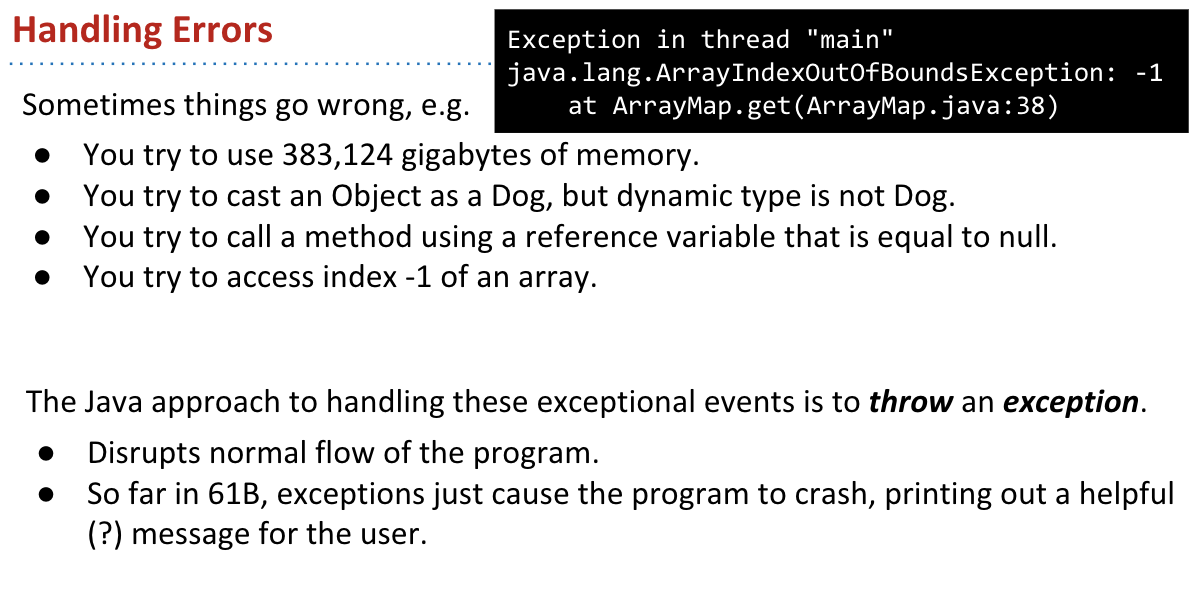 Handling Errors
Exception in thread "main"
java.lang.ArrayIndexOutOfBoundsException: -1
at ArrayMap.get(ArrayMap.java:38)
Sometimes things go wrong, e.g.
● You try to use 383,124 gigabytes of memory.
● You try to cast an Object as a Dog, but dynamic type is not Dog.
● You try to call a method using a reference variable that is equal to null.
● You try to access index -1 of an array.
The Java approach to handling these exceptional events is to throw an exception.
● Disrupts normal flow of the program.
● So far in 61B, exceptions just cause the program to crash, printing out a helpful
(?) message for the user.